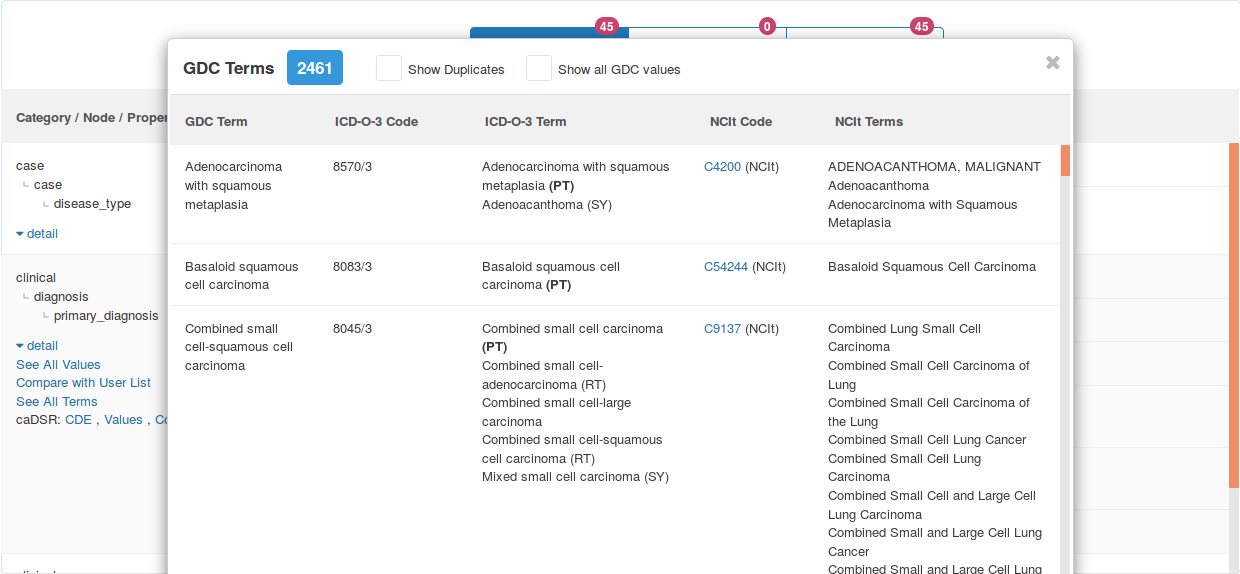 45
0
45
GDC Terms 2461 Show Duplicates Show all GDC values
Category / Node /
GDC Term ICD-O-3 Code ICD-O-3 Term NCIt Code NCIt Terms
case
case
disease_type
detail
clinical
diagnosis
primary_diagnosis
detail
See All Values
Compare with User List
See All Terms
caDSR: CDE , Values ,
Adenocarcinoma
with squamous
metaplasia
8570/3
Adenocarcinoma with squamous
metaplasia (PT)
Adenoacanthoma (SY)
C4200 (NCIt)
ADENOACANTHOMA, MALIGNANT
Adenoacanthoma
Adenocarcinoma with Squamous
Metaplasia
Basaloid squamous
cell carcinoma
8083/3
Basaloid squamous cell
carcinoma (PT)
C54244 (NCIt)
Basaloid Squamous Cell Carcinoma
Combined small
cell-squamous cell
carcinoma
8045/3
Combined small cell carcinoma
(PT)
Combined small cell-
adenocarcinoma (RT)
Combined small cell-large
carcinoma
Combined small cell-squamous
cell carcinoma (RT)
Mixed small cell carcinoma (SY)
C9137 (NCIt)
Combined Lung Small Cell
Carcinoma
Combined Small Cell Carcinoma of
Lung
Combined Small Cell Carcinoma of
the Lung
Combined Small Cell Lung Cancer
Combined Small Cell Lung
Carcinoma
Combined Small Cell and Large Cell
Lung Carcinoma
Combined Small and Large Cell Lung
Cancer
Combined Small and Large Cell Lung